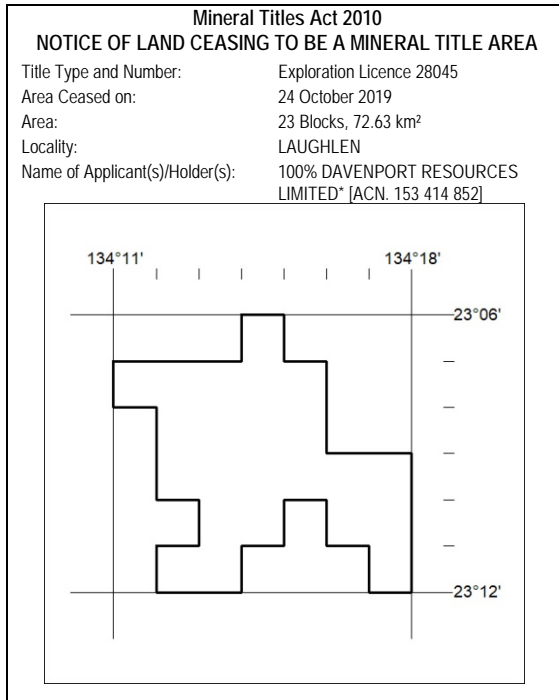 Mineral Titles Act 2010
NOTICE OF LAND CEASING TO BE A MINERAL TITLE AREA
Title Type and Number: Exploration Licence 28045
Area Ceased on: 24 October 2019
Area: 23 Blocks, 72.63 km²
Locality: LAUGHLEN
Name of Applicant(s)/Holder(s): 100% DAVENPORT RESOURCES
LIMITED* [ACN. 153 414 852]
134°11' 134°18'
23°06'
23°12'